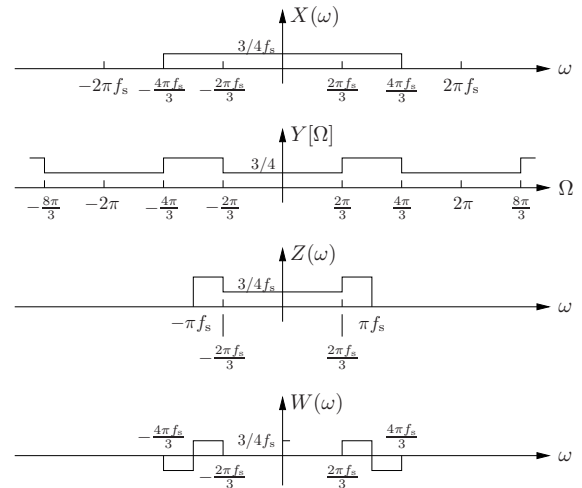 X(ω)
3/4f_s
−2πf_s −4πf_s/3 −2πf_s/3 2πf_s/3 4πf_s/3 2πf_s ω
Y[Ω]
3/4
−8π/3 −2π −4π/3 −2π/3 2π/3 4π/3 2π 8π/3 Ω
Z(ω)
3/4f_s
−πf_s πf_s ω
−2πf_s/3 2πf_s/3
W(ω)
−4πf_s/3 3/4f_s 4πf_s/3
−2πf_s/3 2πf_s/3 ω